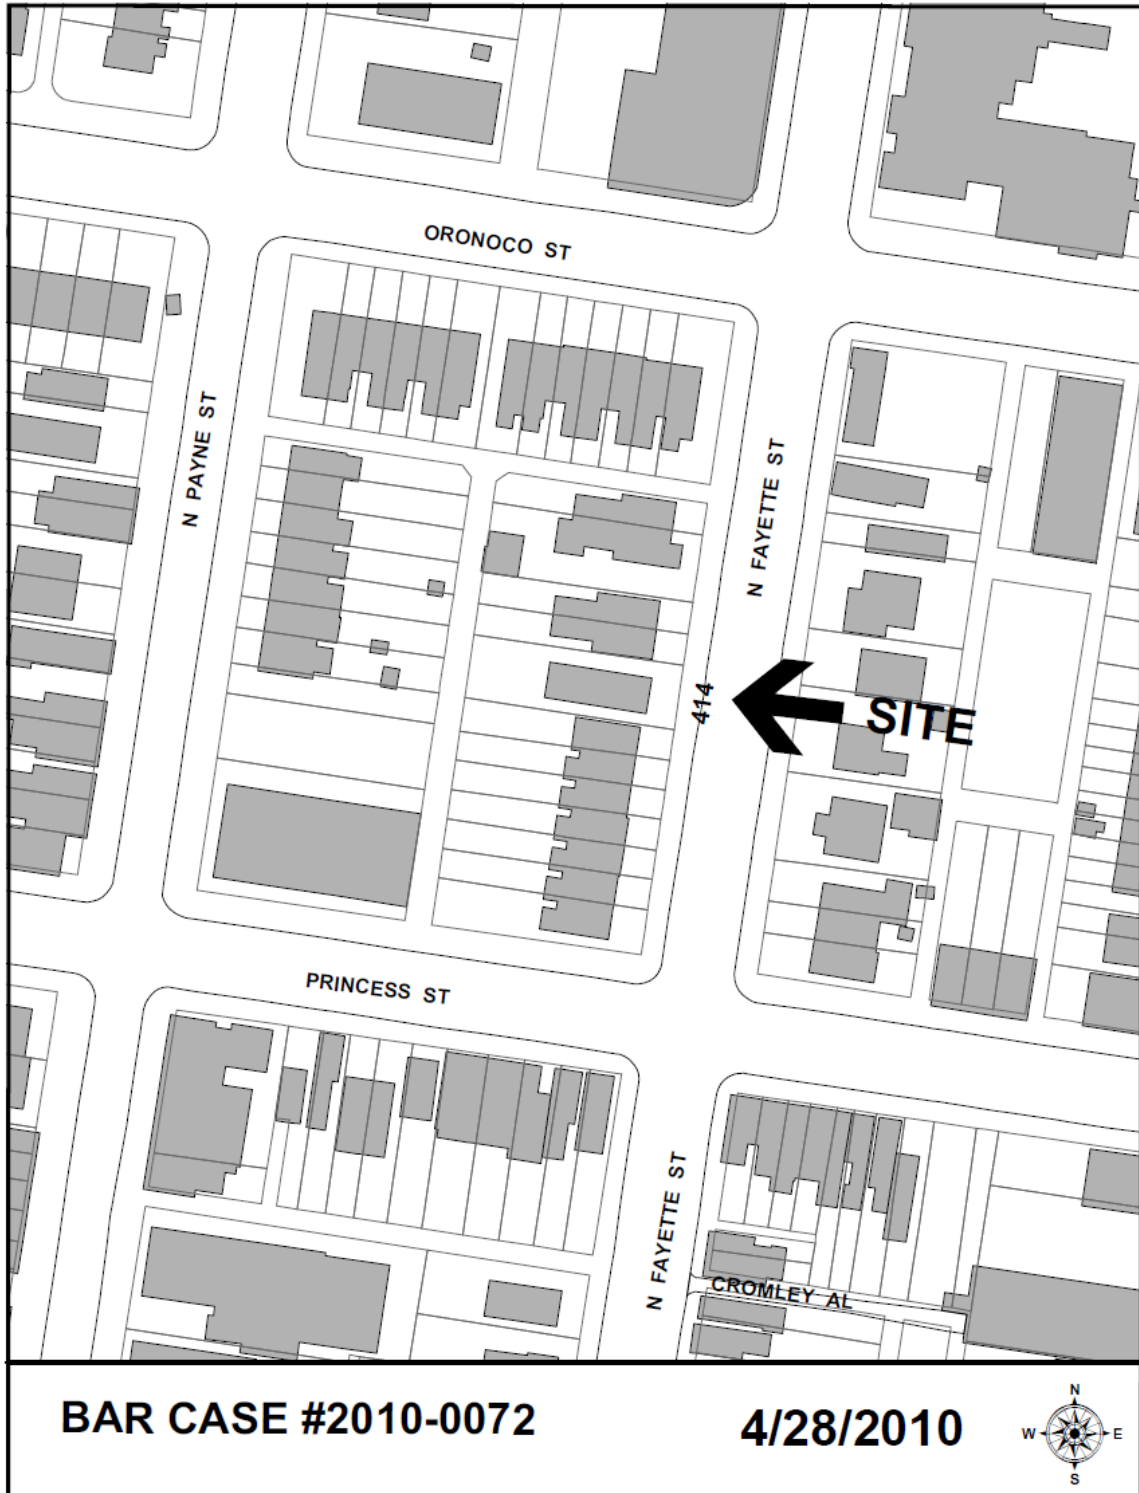 ORONOCO ST
N PAYNE ST
N FAYETTE ST
414
SITE
PRINCESS ST
N FAYETTE ST
CROMLEY AL
BAR CASE #2010-0072
4/28/2010
N
W E
S